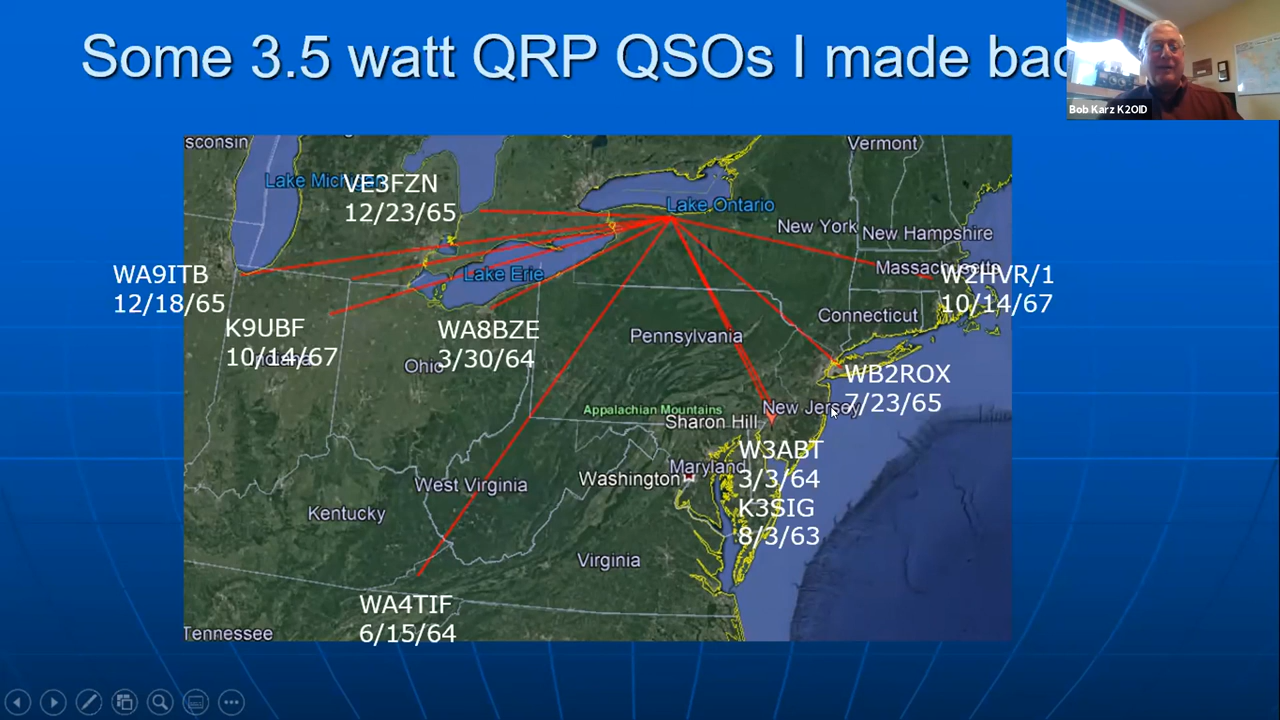 Some 3.5 watt QRP QSOs I made bac
Bob Karz K2OID
sconsin
Vermont
Lake Michigan
VE3FZN
12/23/65
Lake Ontario
New York
New Hampshire
WA9ITB
12/18/65
Lake Erie
Massachusetts
W2HVR/1
10/14/67
Connecticut
K9UBF
10/14/67
Indiana
WA8BZE
3/30/64
Ohio
Pennsylvania
WB2ROX
7/23/65
Appalachian Mountains
New Jersey
Sharon Hill
W3ABT
3/3/64
K3SIG
8/3/63
Maryland
Washington
West Virginia
Kentucky
Virginia
WA4TIF
6/15/64
Tennessee